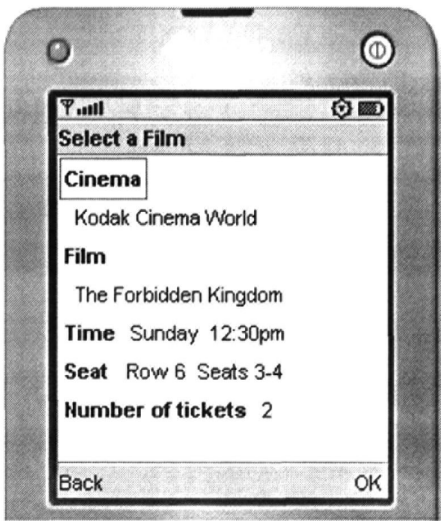 Select a Film
Cinema
Kodak Cinema World
Film
The Forbidden Kingdom
Time Sunday 12:30pm
Seat Row 6 Seats 3-4
Number of tickets 2
Back OK